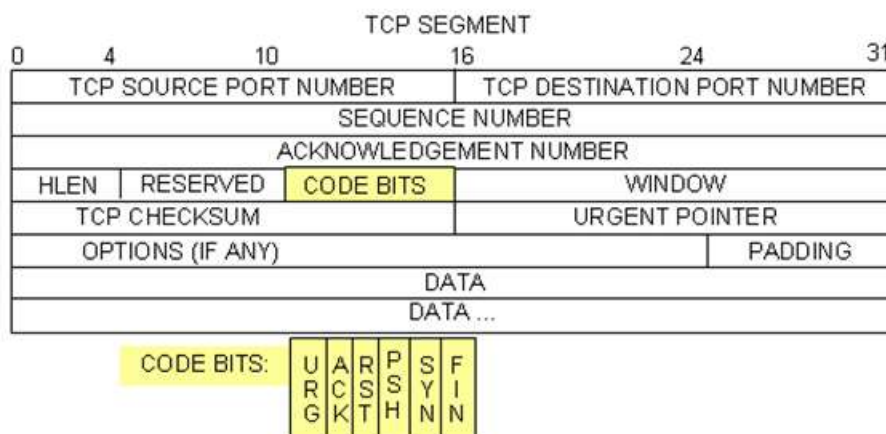 TCP SEGMENT
0 4 10 16 24 31
TCP SOURCE PORT NUMBER TCP DESTINATION PORT NUMBER
SEQUENCE NUMBER
ACKNOWLEDGEMENT NUMBER
HLEN RESERVED CODE BITS WINDOW
TCP CHECKSUM URGENT POINTER
OPTIONS (IF ANY) PADDING
DATA
DATA ...
CODE BITS: URG ACK RST PSH SYN FIN